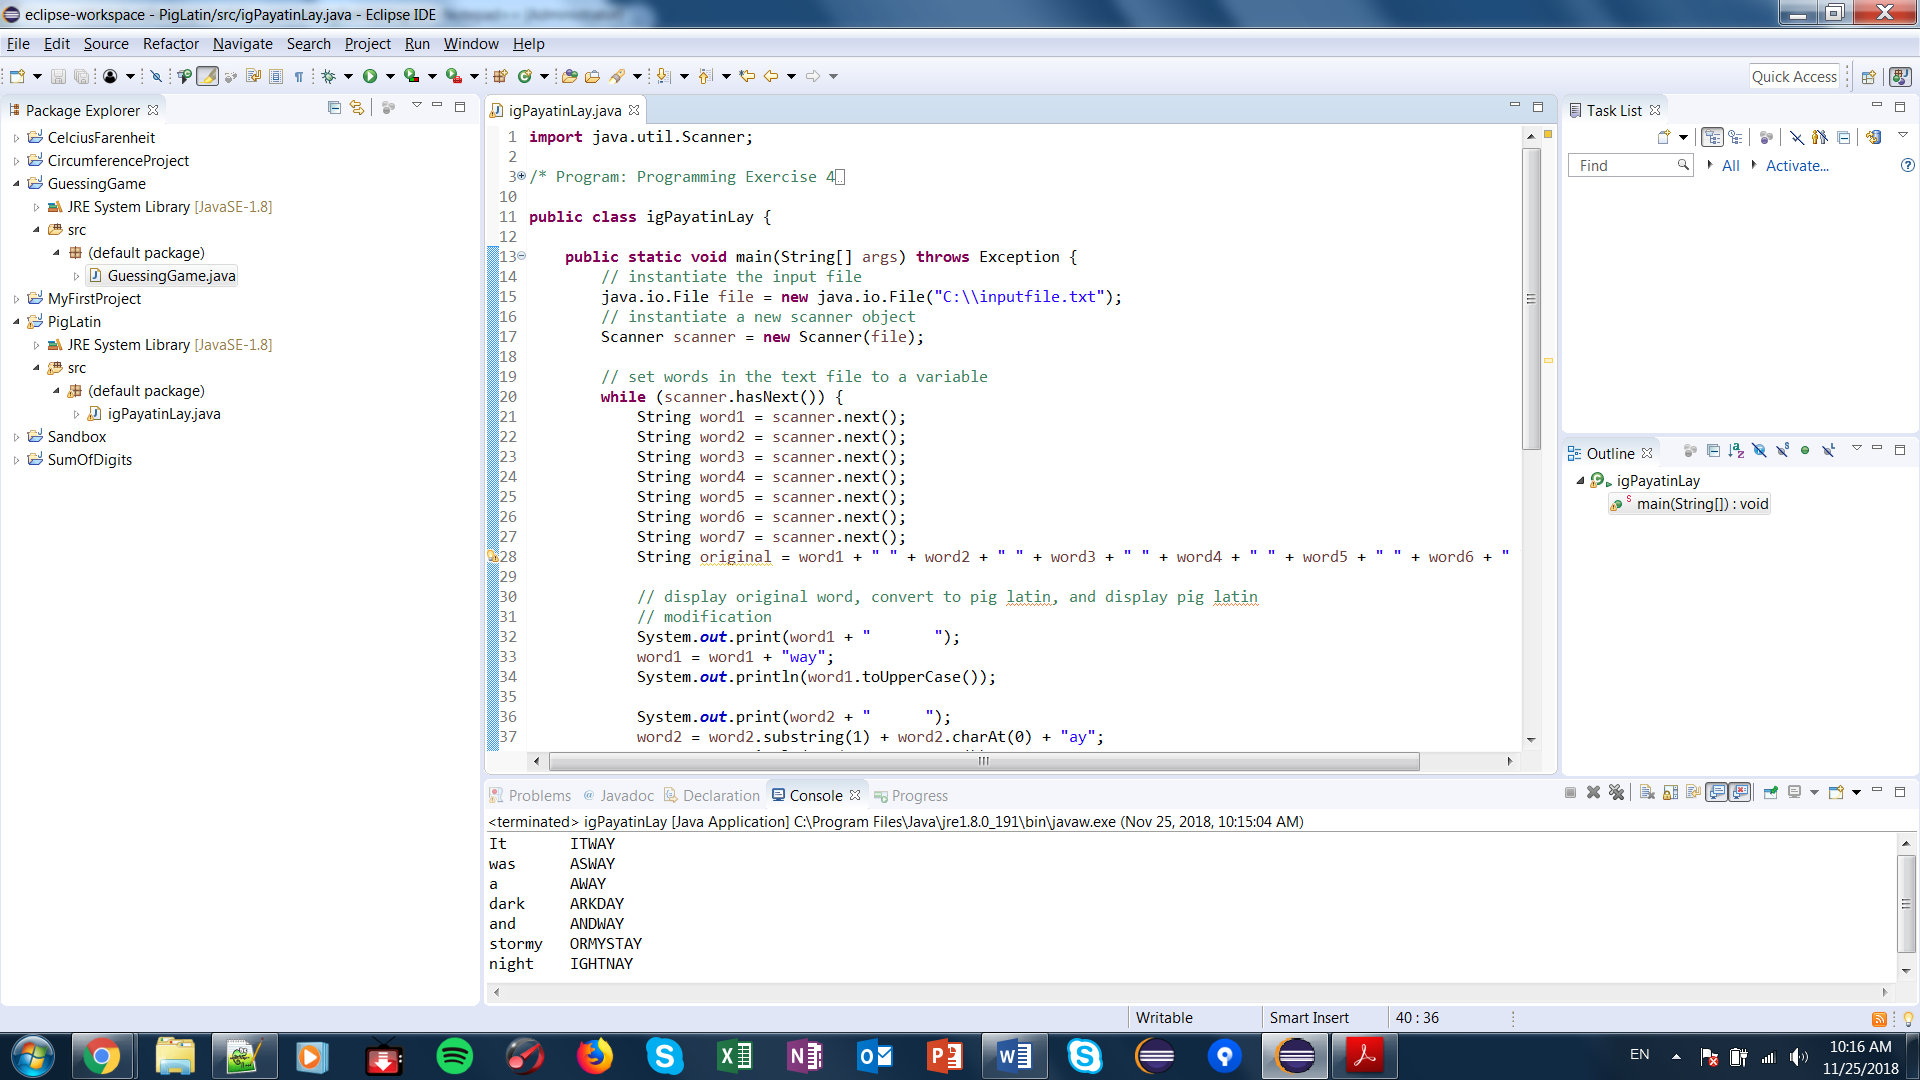 eclipse-workspace - PigLatin/src/igPayatinLay.java - Eclipse IDE
File Edit Source Refactor Navigate Search Project Run Window Help
Quick Access
Package Explorer
CelciusFarenheit
CircumferenceProject
GuessingGame
JRE System Library [JavaSE-1.8]
src
(default package)
GuessingGame.java
MyFirstProject
PigLatin
JRE System Library [JavaSE-1.8]
src
(default package)
igPayatinLay.java
Sandbox
SumOfDigits
igPayatinLay.java
1 import java.util.Scanner;
2
3 /* Program: Programming Exercise 4
10
11 public class igPayatinLay {
12
13 public static void main(String[] args) throws Exception {
14 // instantiate the input file
15 java.io.File file = new java.io.File("C:\\inputfile.txt");
16 // instantiate a new scanner object
17 Scanner scanner = new Scanner(file);
18
19 // set words in the text file to a variable
20 while (scanner.hasNext()) {
21 String word1 = scanner.next();
22 String word2 = scanner.next();
23 String word3 = scanner.next();
24 String word4 = scanner.next();
25 String word5 = scanner.next();
26 String word6 = scanner.next();
27 String word7 = scanner.next();
28 String original = word1 + " " + word2 + " " + word3 + " " + word4 + " " + word5 + " " + word6 + "
29
30 // display original word, convert to pig latin, and display pig latin
31 // modification
32 System.out.print(word1 + "       ");
33 word1 = word1 + "way";
34 System.out.println(word1.toUpperCase());
35
36 System.out.print(word2 + "      ");
37 word2 = word2.substring(1) + word2.charAt(0) + "ay";
Task List
Find All Activate...
Outline
igPayatinLay
main(String[]) : void
Problems @ Javadoc Declaration Console Progress
<terminated> igPayatinLay [Java Application] C:\Program Files\Java\jre1.8.0_191\bin\javaw.exe (Nov 25, 2018, 10:15:04 AM)
It ITWAY
was ASWAY
a AWAY
dark ARKDAY
and ANDWAY
stormy ORMYSTAY
night IGHTNAY
Writable Smart Insert 40 : 36
EN
10:16 AM
11/25/2018